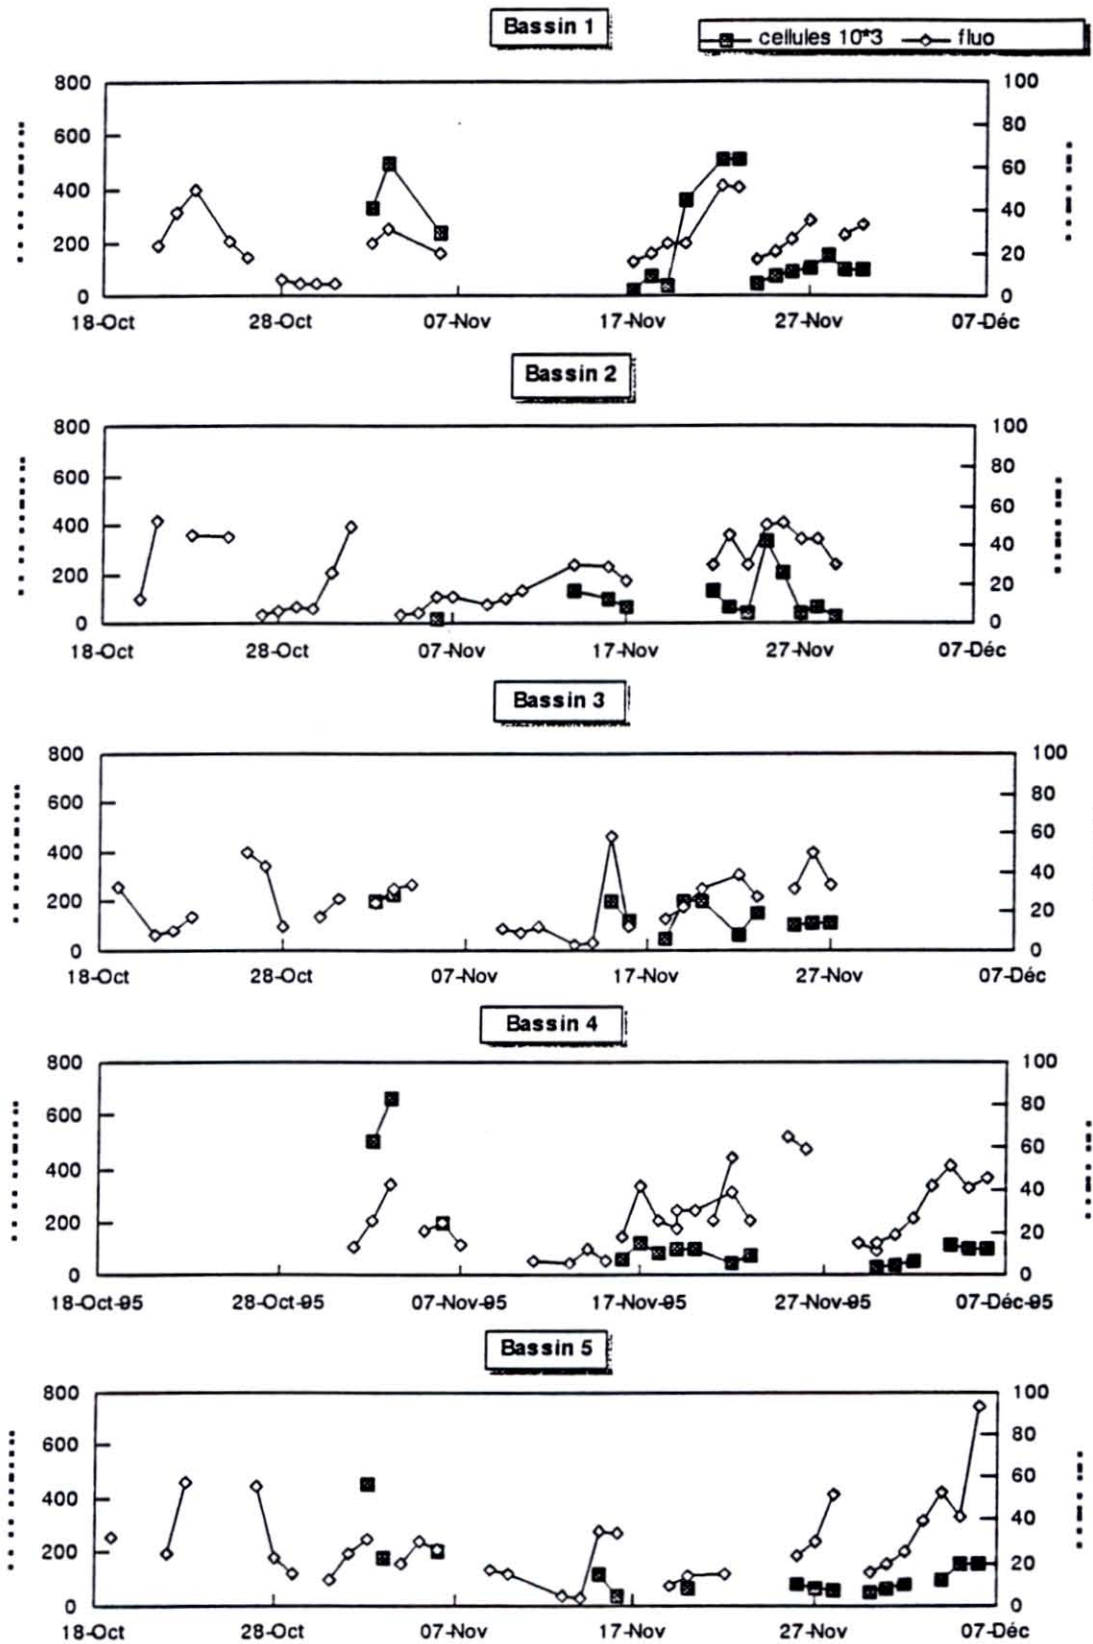 Bassin 1
cellules 10*3 fluo
800 100
600 80
400 60
200 40
0 20
0
18-Oct 28-Oct 07-Nov 17-Nov 27-Nov 07-Déc
Bassin 2
800 100
600 80
400 60
200 40
0 20
0
18-Oct 28-Oct 07-Nov 17-Nov 27-Nov 07-Déc
Bassin 3
800 100
600 80
400 60
200 40
0 20
0
18-Oct 28-Oct 07-Nov 17-Nov 27-Nov 07-Déc
Bassin 4
800 100
600 80
400 60
200 40
0 20
0
18-Oct-95 28-Oct-95 07-Nov-95 17-Nov-95 27-Nov-95 07-Déc-95
Bassin 5
800 100
600 80
400 60
200 40
0 20
0
18-Oct 28-Oct 07-Nov 17-Nov 27-Nov 07-Déc